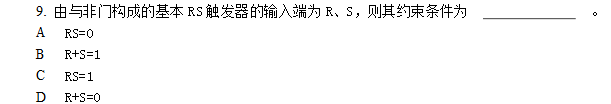 9. 由与非门构成的基本 RS 触发器的输入端为 R、S，则其约束条件为 ____________ 。
A RS=0
B R+S=1
C RS=1
D R+S=0